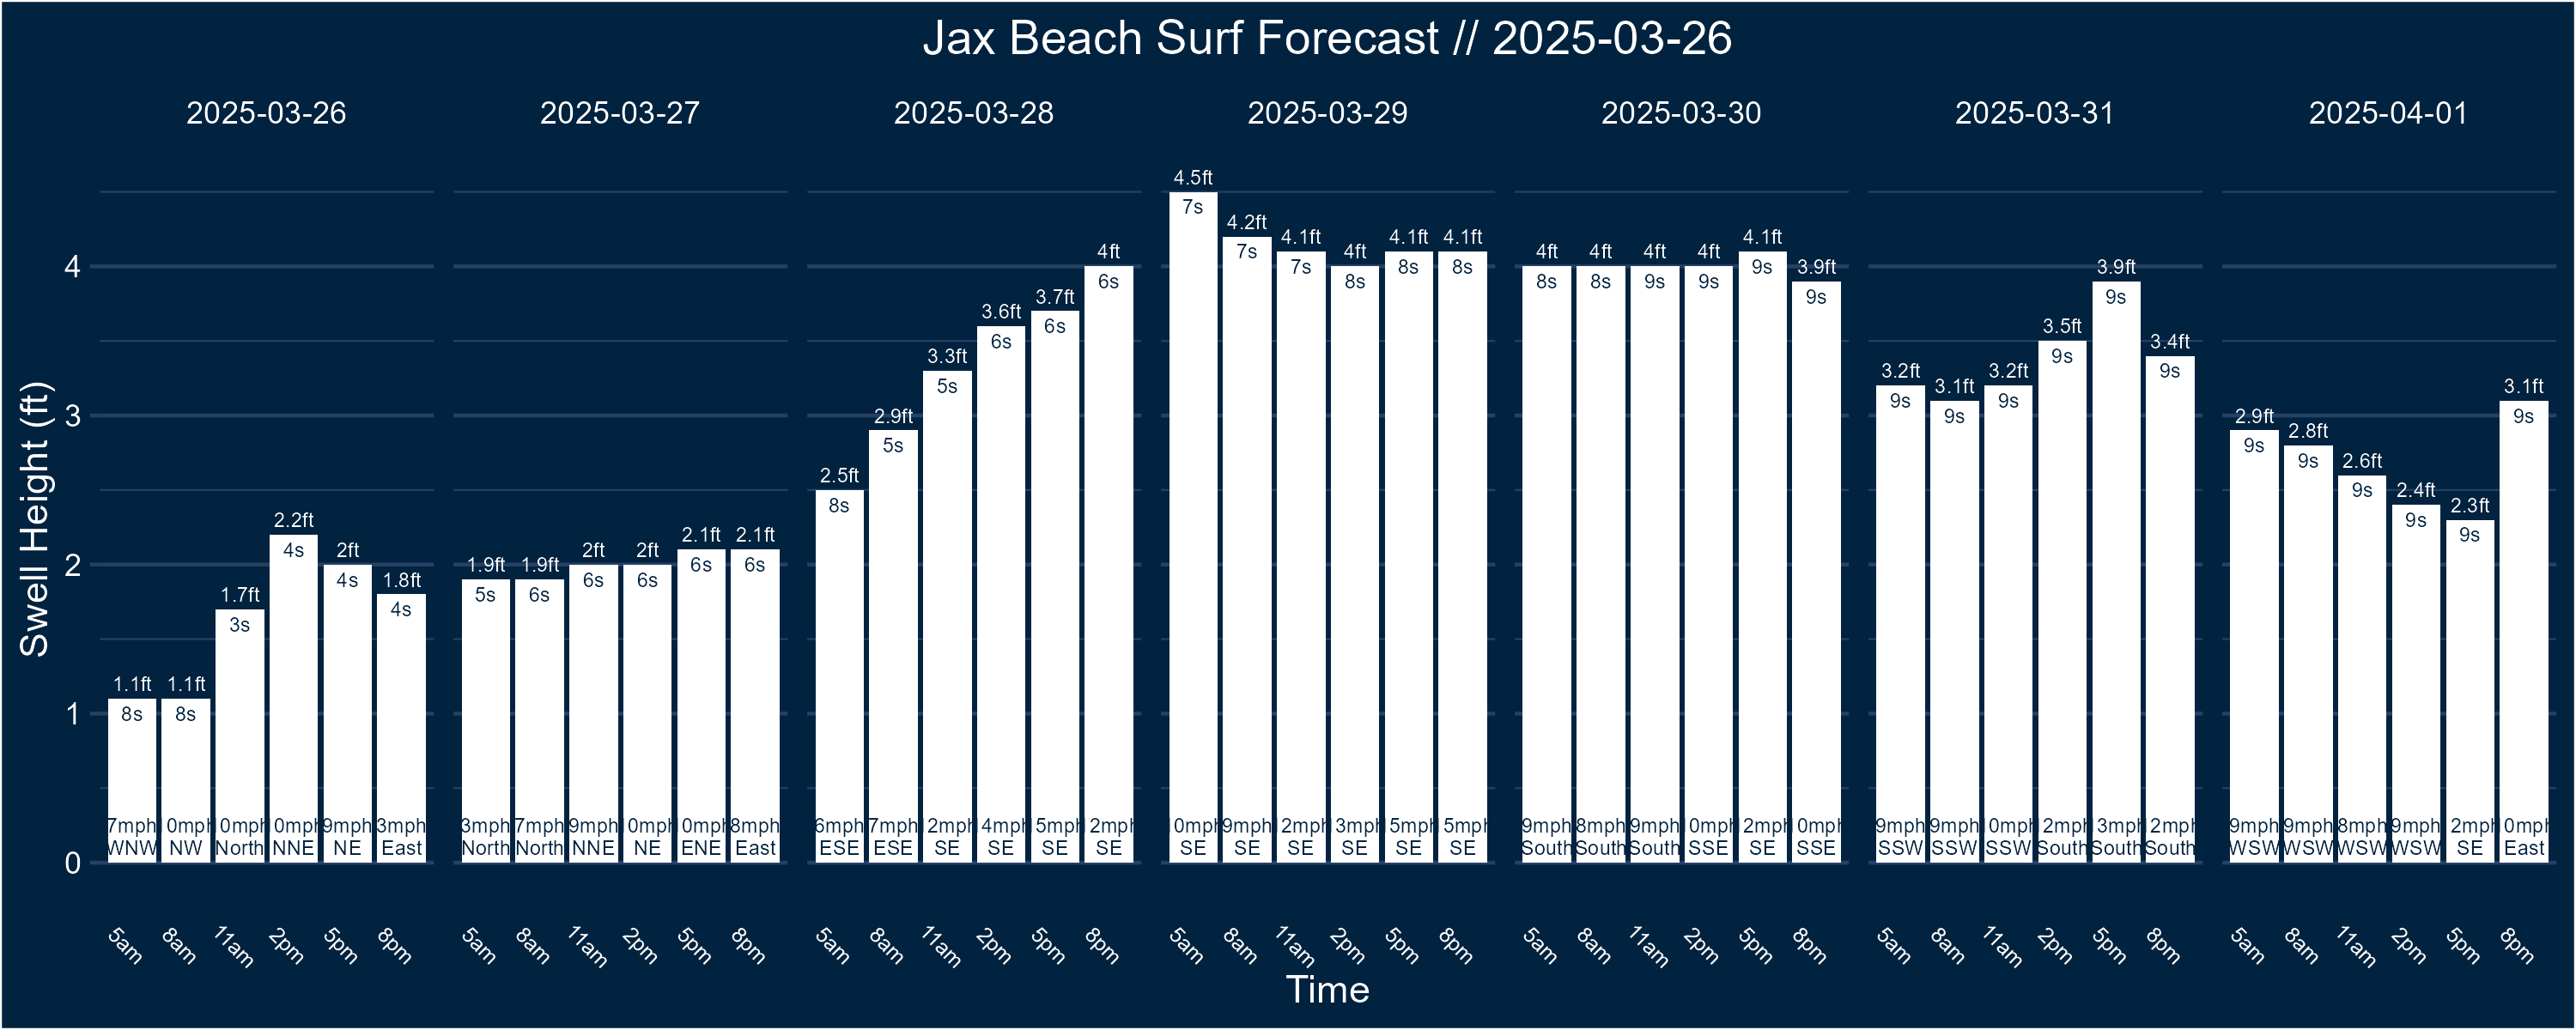 Jax Beach Surf Forecast // 2025-03-26
2025-03-26 2025-03-27 2025-03-28 2025-03-29 2025-03-30 2025-03-31 2025-04-01
Swell Height (ft)
4
3
2
1
0
1.1ft 1.1ft 1.7ft 2.2ft 2ft 1.8ft
8s 8s 3s 4s 4s 4s
7mph 0mph 0mph 0mph 9mph 3mph
WNW NW North NNE NE East
1.9ft 1.9ft 2ft 2ft 2.1ft 2.1ft
5s 6s 6s 6s 6s 6s
3mph 7mph 9mph 0mph 0mph 8mph
North North NNE NE ENE East
2.5ft 2.9ft 3.3ft 3.6ft 3.7ft 4ft
8s 5s 5s 6s 6s 6s
6mph 7mph 2mph 4mph 5mph 2mph
ESE ESE SE SE SE SE
4.5ft 4.2ft 4.1ft 4ft 4.1ft 4.1ft
7s 7s 7s 8s 8s 8s
0mph 9mph 2mph 3mph 5mph 5mph
SE SE SE SE SE SE
4ft 4ft 4ft 4ft 4.1ft 3.9ft
8s 8s 9s 9s 9s 9s
9mph 8mph 9mph 0mph 2mph 0mph
South South South SSE SE SSE
3.2ft 3.1ft 3.2ft 3.5ft 3.9ft 3.4ft
9s 9s 9s 9s 9s 9s
9mph 9mph 0mph 2mph 3mph 2mph
SSW SSW SSW South South South
2.9ft 2.8ft 2.6ft 2.4ft 2.3ft 3.1ft
9s 9s 9s 9s 9s 9s
9mph 9mph 8mph 9mph 2mph 0mph
WSW WSW WSW WSW SE East
5am 8am 11am 2pm 5pm 8pm 5am 8am 11am 2pm 5pm 8pm 5am 8am 11am 2pm 5pm 8pm 5am 8am 11am 2pm 5pm 8pm 5am 8am 11am 2pm 5pm 8pm 5am 8am 11am 2pm 5pm 8pm 5am 8am 11am 2pm 5pm 8pm
Time